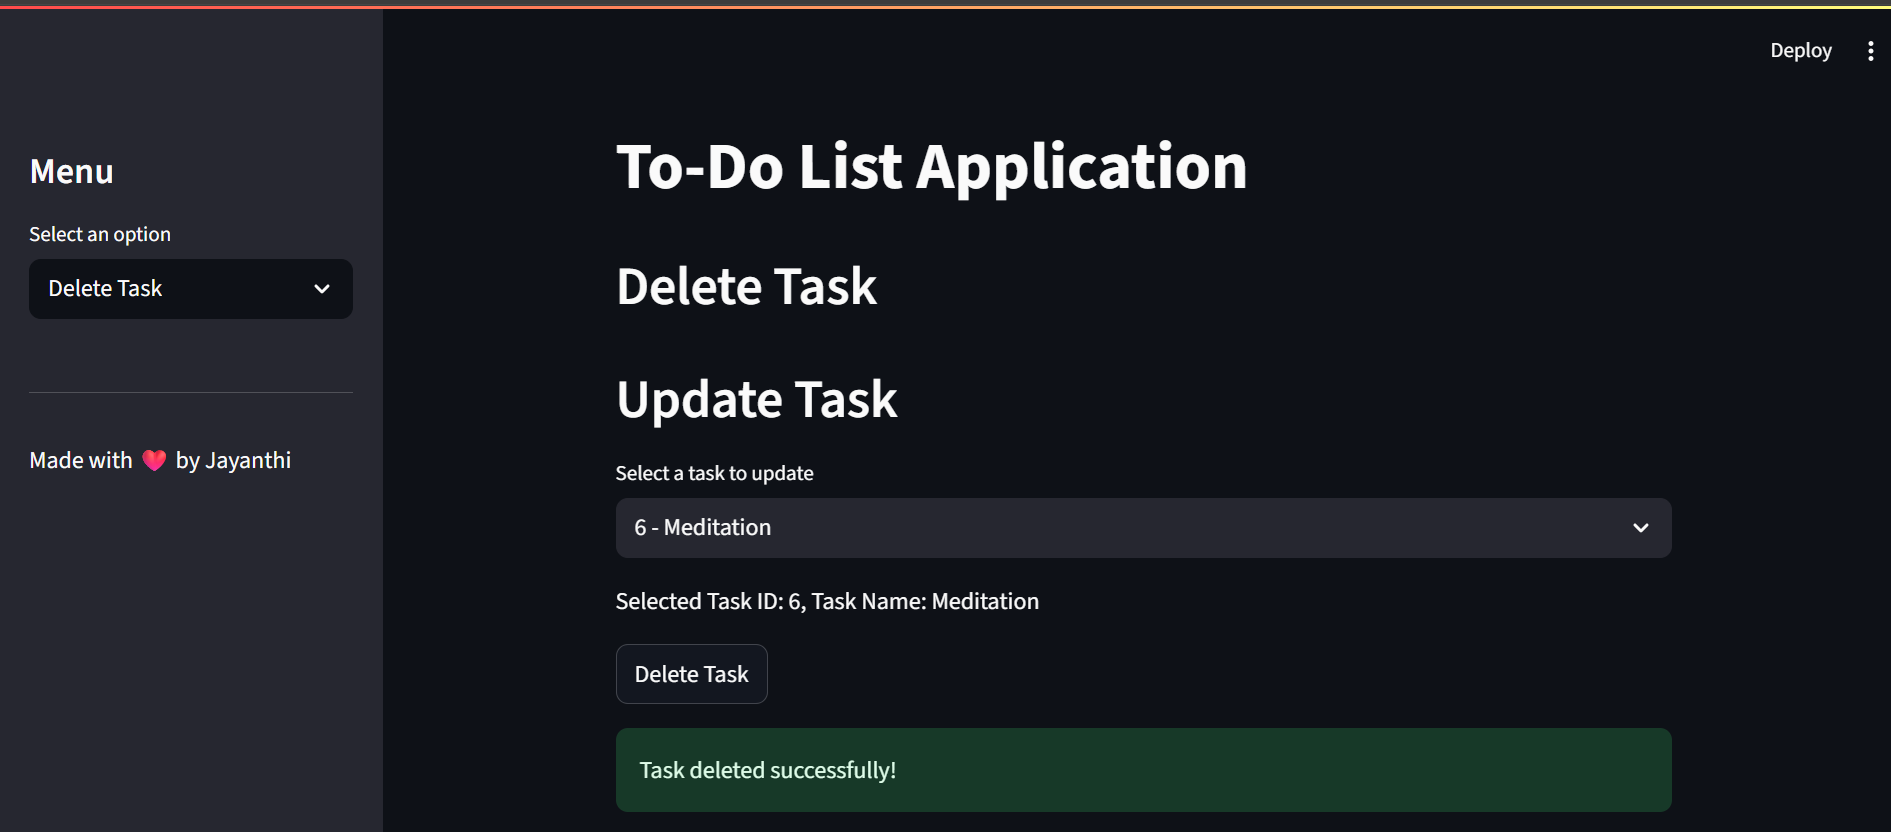 Deploy
Menu
Select an option
Delete Task
Made with ❤️ by Jayanthi
To-Do List Application
Delete Task
Update Task
Select a task to update
6 - Meditation
Selected Task ID: 6, Task Name: Meditation
Delete Task
Task deleted successfully!